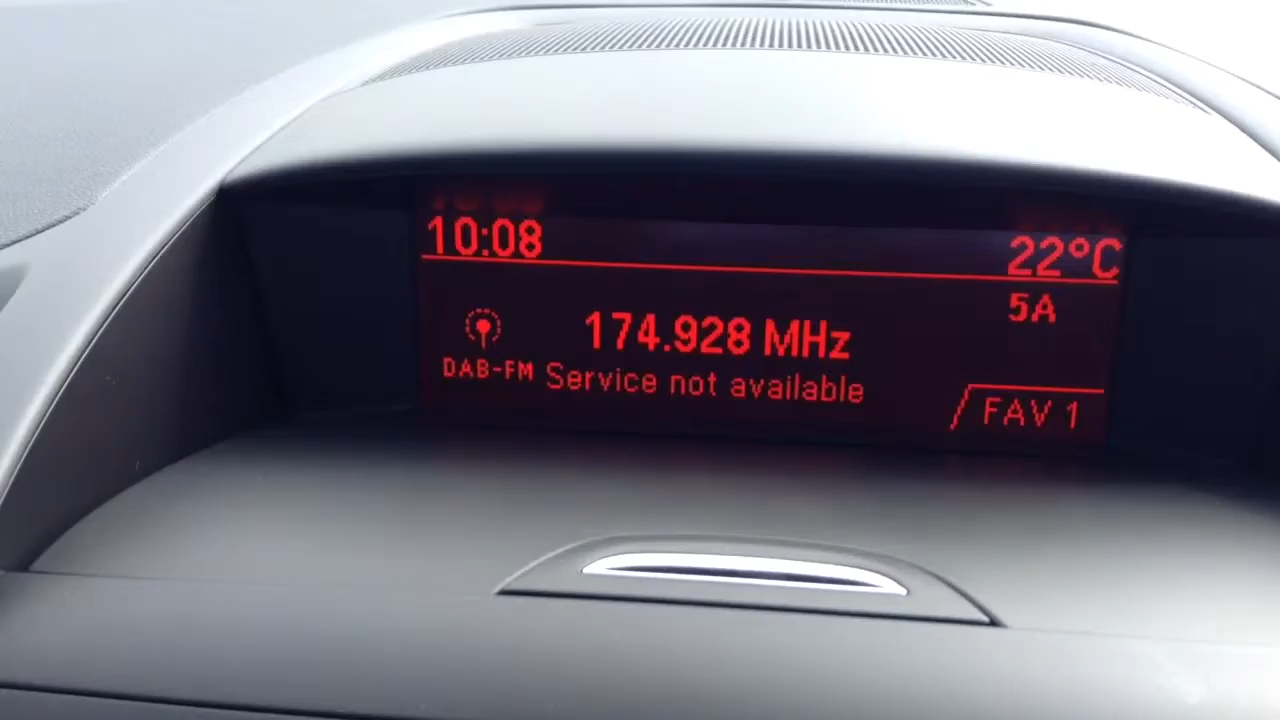 10:08
22°C
5A
174.928 MHz
DAB-FM
Service not available
FAV 1